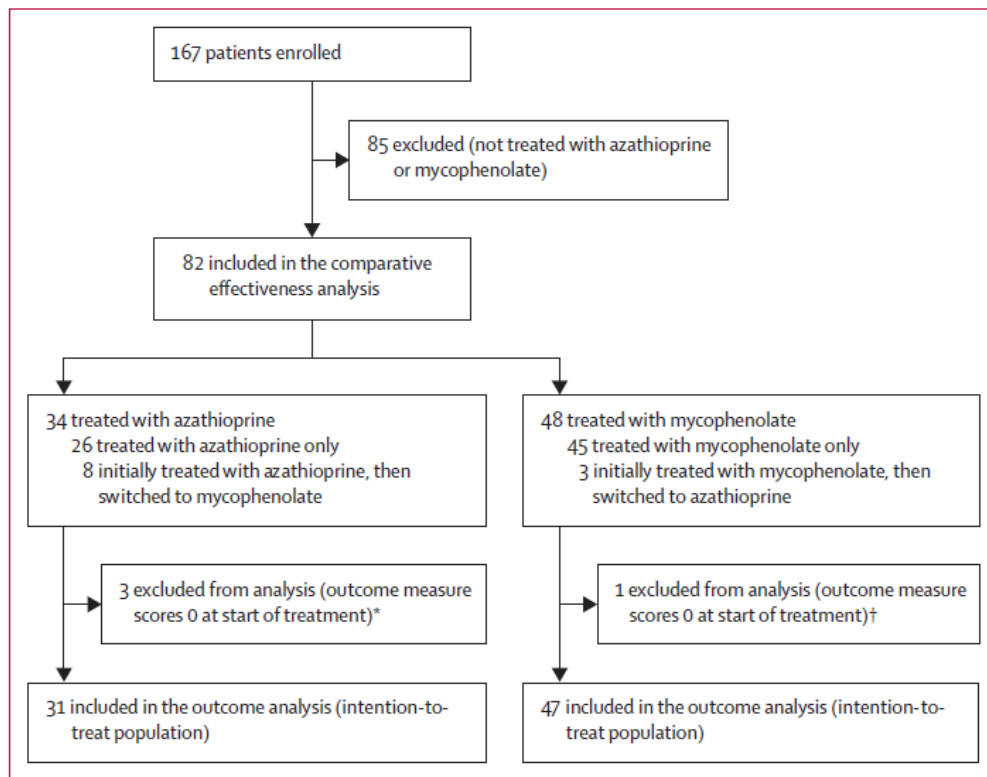 167 patients enrolled
85 excluded (not treated with azathioprine
or mycophenolate)
82 included in the comparative
effectiveness analysis
34 treated with azathioprine
26 treated with azathioprine only
8 initially treated with azathioprine, then
switched to mycophenolate
48 treated with mycophenolate
45 treated with mycophenolate only
3 initially treated with mycophenolate, then
switched to azathioprine
3 excluded from analysis (outcome measure
scores 0 at start of treatment)*
1 excluded from analysis (outcome measure
scores 0 at start of treatment)†
31 included in the outcome analysis (intention-to-
treat population)
47 included in the outcome analysis (intention-to-
treat population)